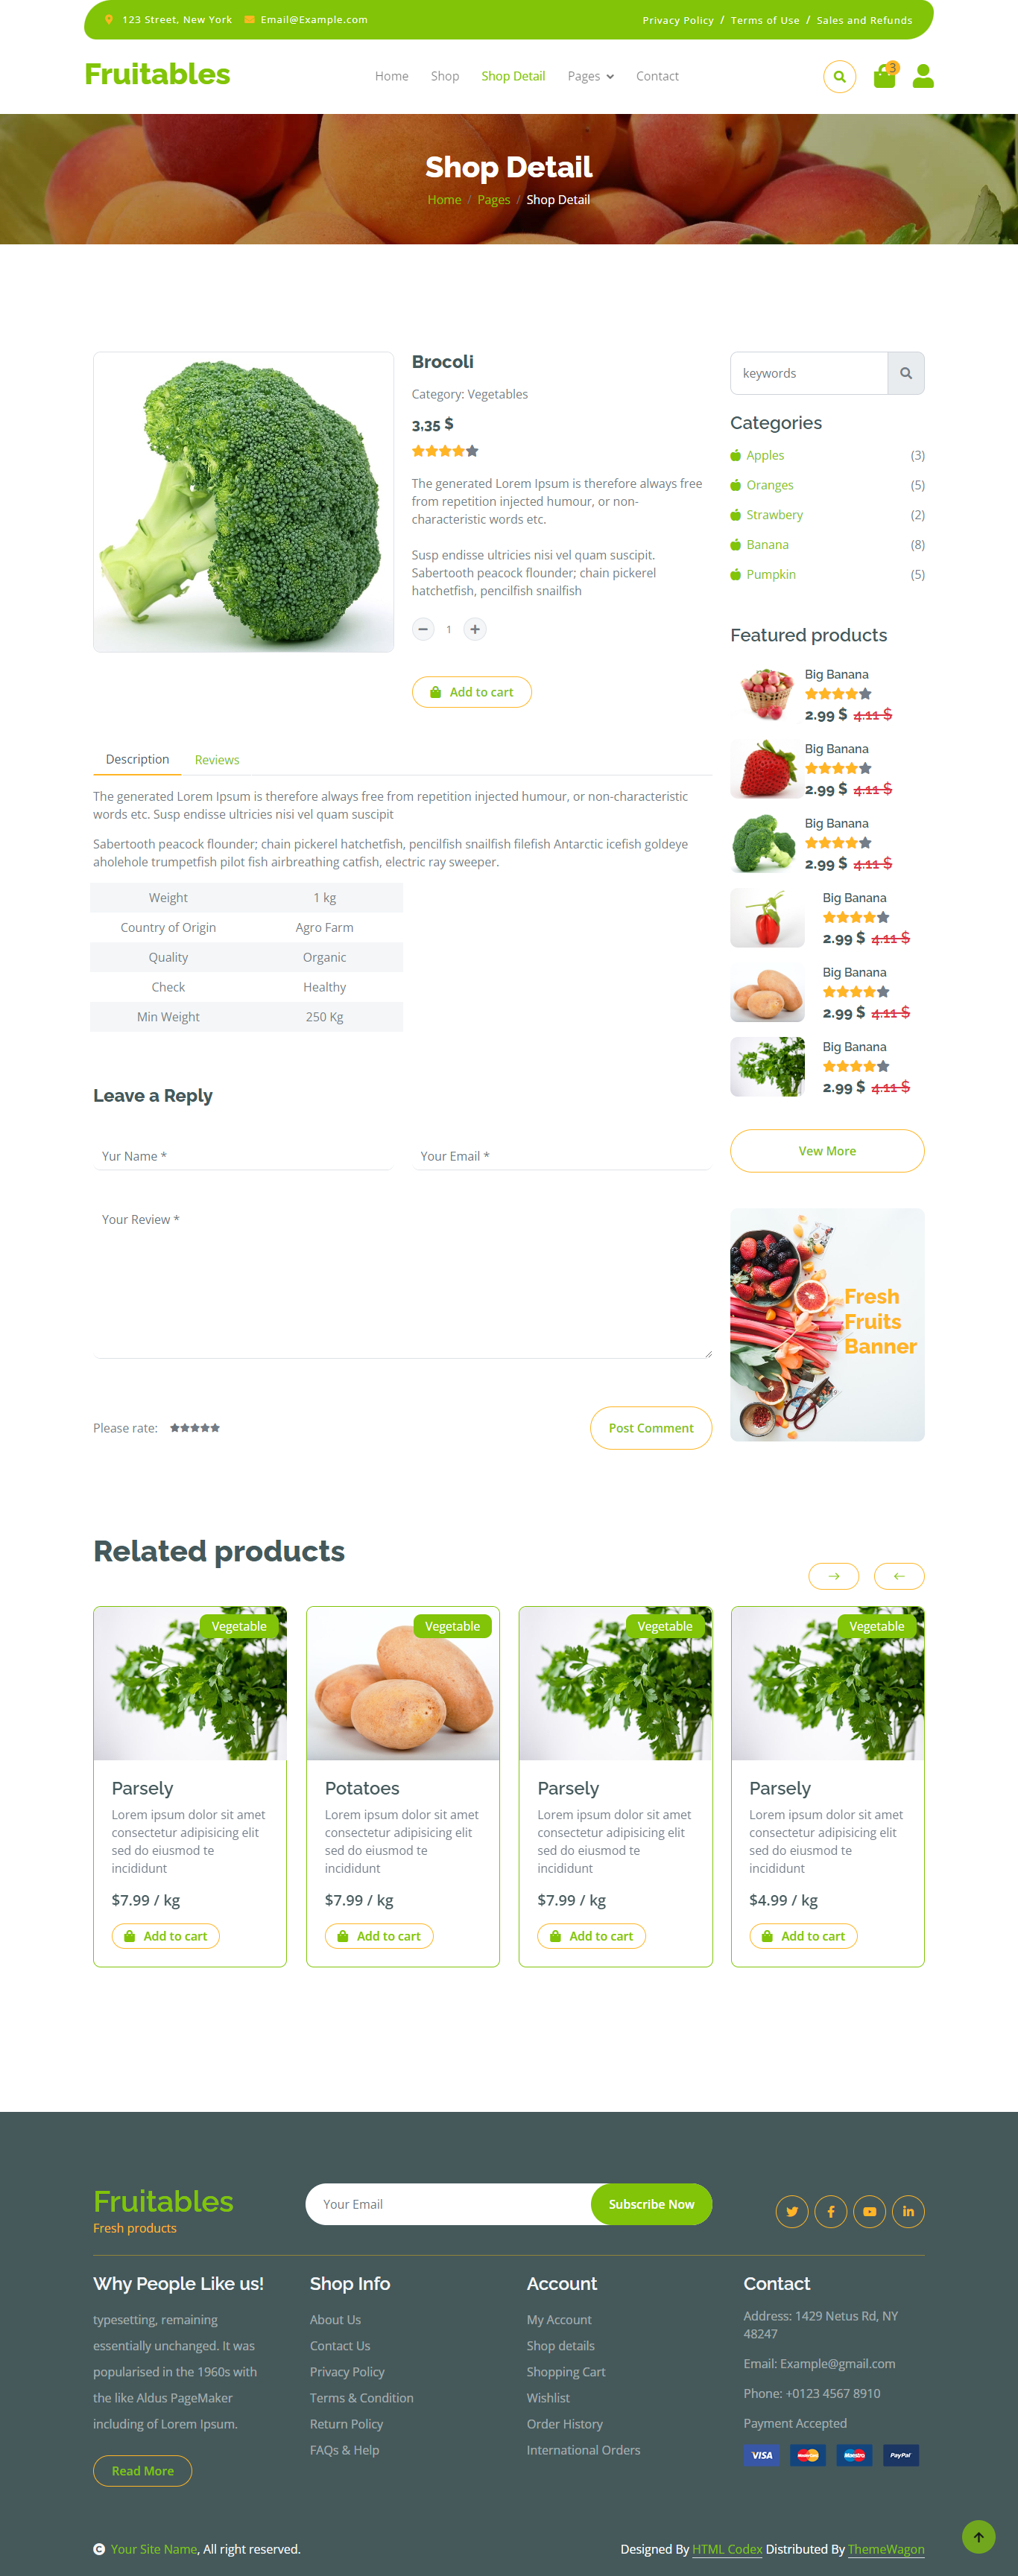 123 Street, New York Email@Example.com Privacy Policy / Terms of Use / Sales and Refunds
Fruitables Home Shop Shop Detail Pages Contact 3
Shop Detail
Home / Pages / Shop Detail
Brocoli
Category: Vegetables
3,35 $
The generated Lorem Ipsum is therefore always free
from repetition injected humour, or non-
characteristic words etc.
Susp endisse ultricies nisi vel quam suscipit.
Sabertooth peacock flounder; chain pickerel
hatchetfish, pencilfish snailfish
1
Add to cart
Description Reviews
The generated Lorem Ipsum is therefore always free from repetition injected humour, or non-characteristic
words etc. Susp endisse ultricies nisi vel quam suscipit
Sabertooth peacock flounder; chain pickerel hatchetfish, pencilfish snailfish filefish Antarctic icefish goldeye
aholehole trumpetfish pilot fish airbreathing catfish, electric ray sweeper.
Weight 1 kg
Country of Origin Agro Farm
Quality Organic
Check Healthy
Min Weight 250 Kg
Leave a Reply
Yur Name * Your Email *
Your Review *
Please rate: Post Comment
keywords
Categories
Apples (3)
Oranges (5)
Strawbery (2)
Banana (8)
Pumpkin (5)
Featured products
Big Banana
2.99 $ 4.11 $
Big Banana
2.99 $ 4.11 $
Big Banana
2.99 $ 4.11 $
Big Banana
2.99 $ 4.11 $
Big Banana
2.99 $ 4.11 $
Big Banana
2.99 $ 4.11 $
Vew More
Fresh
Fruits
Banner
Related products
Vegetable Vegetable Vegetable Vegetable
Parsely Potatoes Parsely Parsely
Lorem ipsum dolor sit amet Lorem ipsum dolor sit amet Lorem ipsum dolor sit amet Lorem ipsum dolor sit amet
consectetur adipisicing elit consectetur adipisicing elit consectetur adipisicing elit consectetur adipisicing elit
sed do eiusmod te sed do eiusmod te sed do eiusmod te sed do eiusmod te
incididunt incididunt incididunt incididunt
$7.99 / kg $7.99 / kg $7.99 / kg $4.99 / kg
Add to cart Add to cart Add to cart Add to cart
Fruitables
Fresh products
Your Email Subscribe Now
Why People Like us!
typesetting, remaining
essentially unchanged. It was
popularised in the 1960s with
the like Aldus PageMaker
including of Lorem Ipsum.
Read More
Shop Info
About Us
Contact Us
Privacy Policy
Terms & Condition
Return Policy
FAQs & Help
Account
My Account
Shop details
Shopping Cart
Wishlist
Order History
International Orders
Contact
Address: 1429 Netus Rd, NY
48247
Email: Example@gmail.com
Phone: +0123 4567 8910
Payment Accepted
VISA MasterCard Maestro PayPal
Your Site Name, All right reserved. Designed By HTML Codex Distributed By ThemeWagon